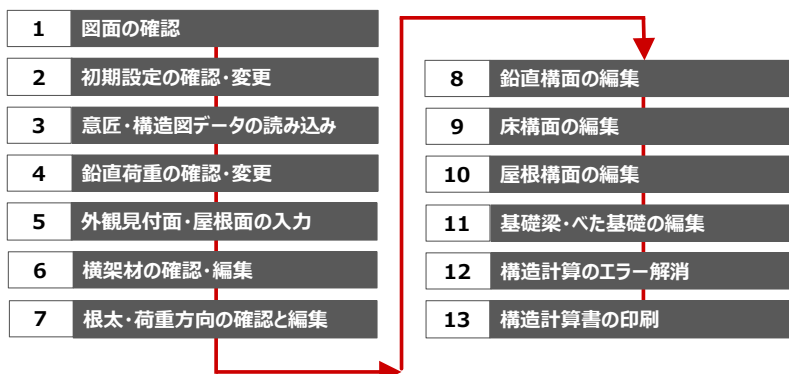 1 図面の確認
2 初期設定の確認・変更
3 意匠・構造図データの読み込み
4 鉛直荷重の確認・変更
5 外観見付面・屋根面の入力
6 横架材の確認・編集
7 根太・荷重方向の確認と編集
8 鉛直構面の編集
9 床構面の編集
10 屋根構面の編集
11 基礎梁・べた基礎の編集
12 構造計算のエラー解消
13 構造計算書の印刷